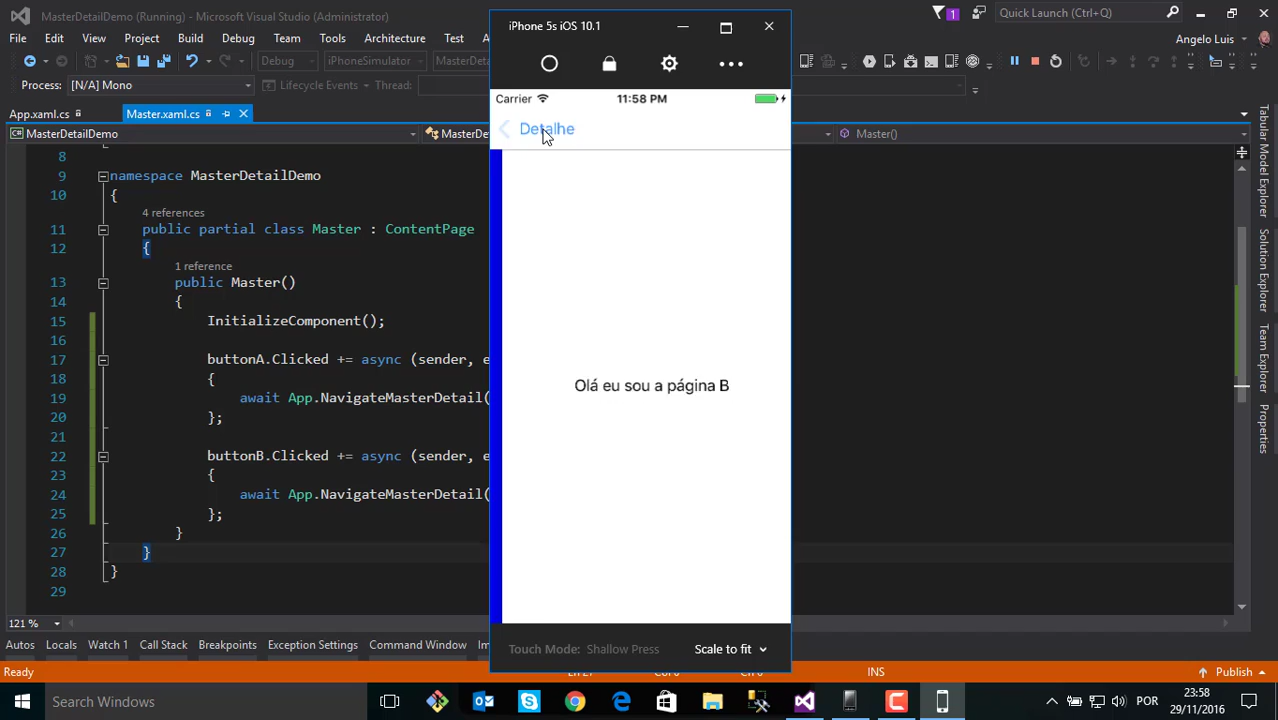 MasterDetailDemo (Running) - Microsoft Visual Studio (Administrator)
1
Quick Launch (Ctrl+Q)
File Edit View Project Build Debug Team Tools Architecture Test
Angelo Luis
Debug
iPhoneSimulator
Process: [N/A] Mono
Lifecycle Events
Thread:
App.xaml.cs
Master.xaml.cs
MasterDetailDemo
Master()
8
9 namespace MasterDetailDemo
10 {
4 references
11 public partial class Master : ContentPage
12 {
1 reference
13 public Master()
14 {
15 InitializeComponent();
16
17 buttonA.Clicked += async (sender, e
18 {
19 await App.NavigateMasterDetail(
20 };
21
22 buttonB.Clicked += async (sender, e
23 {
24 await App.NavigateMasterDetail(
25 };
26 }
27 }
28 }
29
121 %
Autos Locals Watch 1 Call Stack Breakpoints Exception Settings Command Window
Ready
INS
Publish
Tabular Model Explorer
Solution Explorer
Team Explorer
Properties
iPhone 5s iOS 10.1
Carrier
11:58 PM
Detalhe
Olá eu sou a página B
Touch Mode: Shallow Press
Scale to fit
Search Windows
POR
23:58
29/11/2016